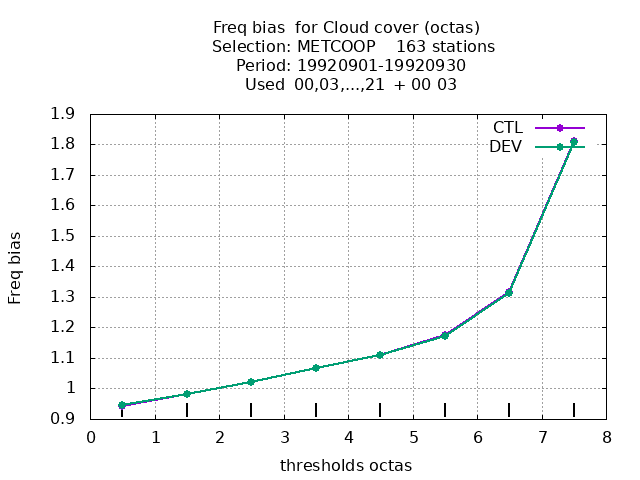 Freq bias  for Cloud cover (octas)
Selection: METCOOP    163 stations
Period: 19920901-19920930
Used  00,03,...,21  + 00 03
1.9
1.8
1.7
1.6
1.5
1.4
1.3
1.2
1.1
1
0.9
Freq bias
CTL
DEV
0 1 2 3 4 5 6 7 8
thresholds octas